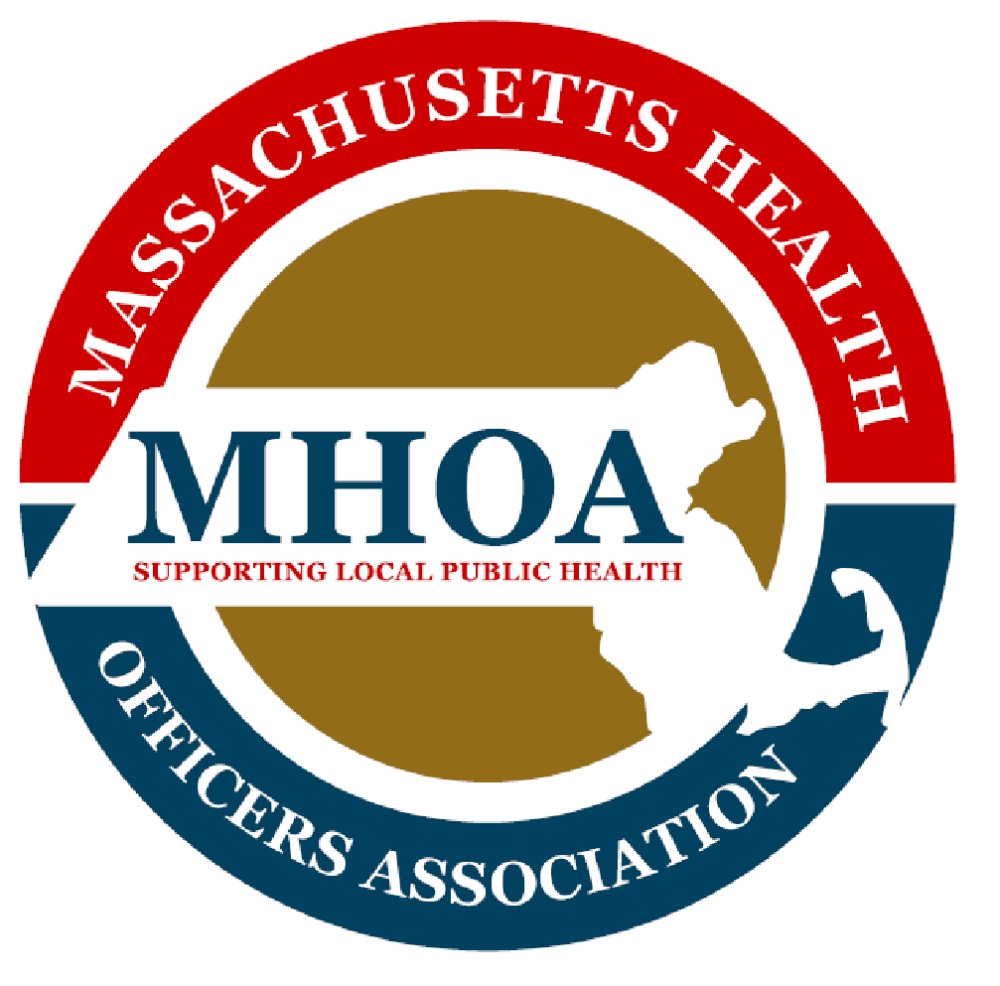 MASSACHUSETTS HEALTH
MHOA
SUPPORTING LOCAL PUBLIC HEALTH
OFFICERS ASSOCIATION